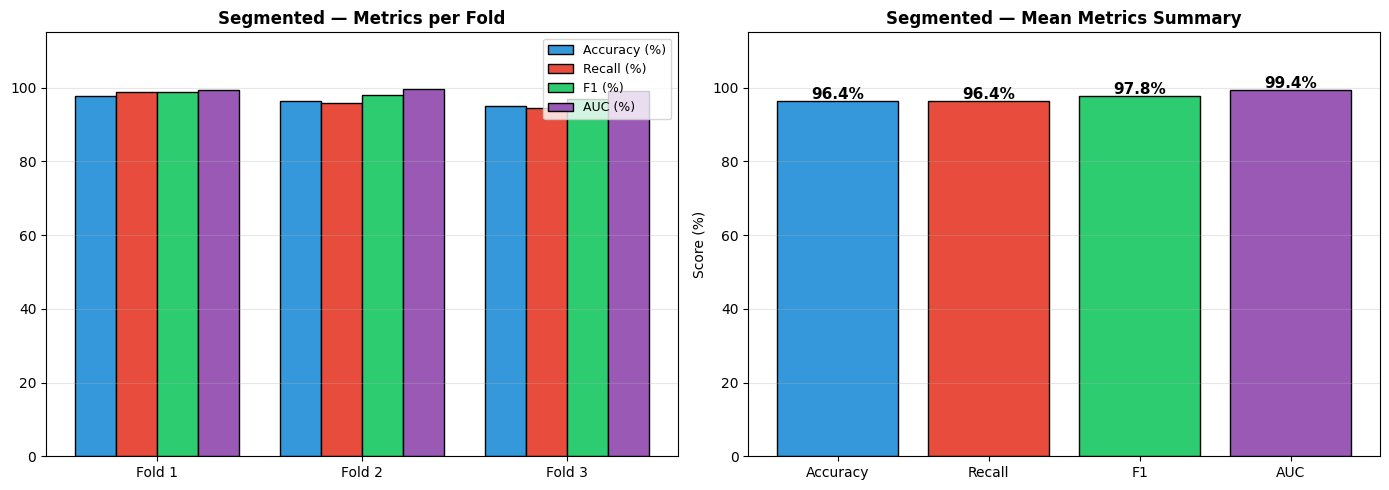 Segmented — Metrics per Fold
Accuracy (%)
Recall (%)
F1 (%)
AUC (%)
100
80
60
40
20
0
Fold 1
Fold 2
Fold 3
Segmented — Mean Metrics Summary
Score (%)
100
80
60
40
20
0
96.4%
96.4%
97.8%
99.4%
Accuracy
Recall
F1
AUC